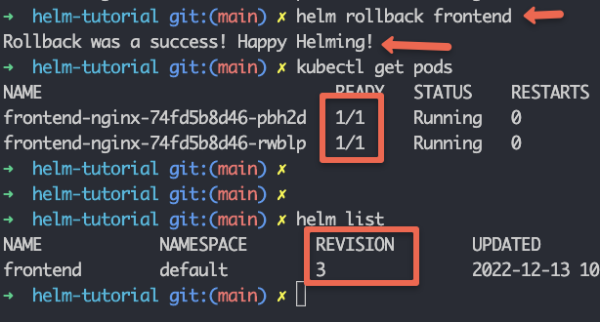 ➜ helm-tutorial git:(main) ✗ helm rollback frontend
Rollback was a success! Happy Helming!
➜ helm-tutorial git:(main) ✗ kubectl get pods
NAME READY STATUS RESTARTS
frontend-nginx-74fd5b8d46-pbh2d 1/1 Running 0
frontend-nginx-74fd5b8d46-rwblp 1/1 Running 0
➜ helm-tutorial git:(main) ✗
➜ helm-tutorial git:(main) ✗
➜ helm-tutorial git:(main) ✗ helm list
NAME NAMESPACE REVISION UPDATED
frontend default 3 2022-12-13 10
➜ helm-tutorial git:(main) ✗